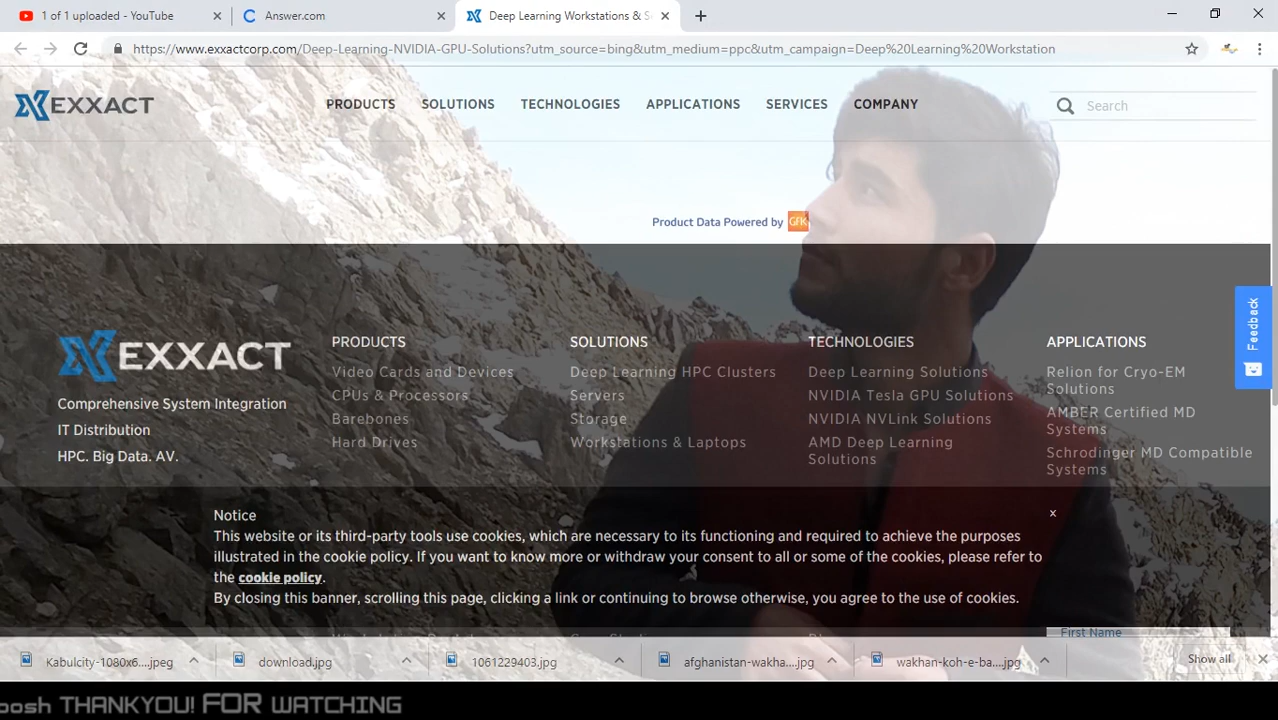 1 of 1 uploaded - YouTube
Answer.com
Deep Learning Workstations & S
https://www.exxactcorp.com/Deep-Learning-NVIDIA-GPU-Solutions?utm_source=bing&utm_medium=ppc&utm_campaign=Deep%20Learning%20Workstation
EXXACT
PRODUCTS SOLUTIONS TECHNOLOGIES APPLICATIONS SERVICES COMPANY
Search
Product Data Powered by GFK
Feedback
EXXACT
Comprehensive System Integration
IT Distribution
HPC. Big Data. AV.
PRODUCTS
Video Cards and Devices
CPUs & Processors
Barebones
Hard Drives
SOLUTIONS
Deep Learning HPC Clusters
Servers
Storage
Workstations & Laptops
TECHNOLOGIES
Deep Learning Solutions
NVIDIA Tesla GPU Solutions
NVIDIA NVLink Solutions
AMD Deep Learning
Solutions
APPLICATIONS
Relion for Cryo-EM
Solutions
AMBER Certified MD
Systems
Schrodinger MD Compatible
Systems
Notice
x
This website or its third-party tools use cookies, which are necessary to its functioning and required to achieve the purposes
illustrated in the cookie policy. If you want to know more or withdraw your consent to all or some of the cookies, please refer to
the cookie policy.
By closing this banner, scrolling this page, clicking a link or continuing to browse otherwise, you agree to the use of cookies.
First Name
Kabulcity-1080x6....jpeg
download.jpg
1061229403.jpg
afghanistan-wakha....jpg
wakhan-koh-e-ba....jpg
Show all
oosh THANKYOU! FOR WATCHING